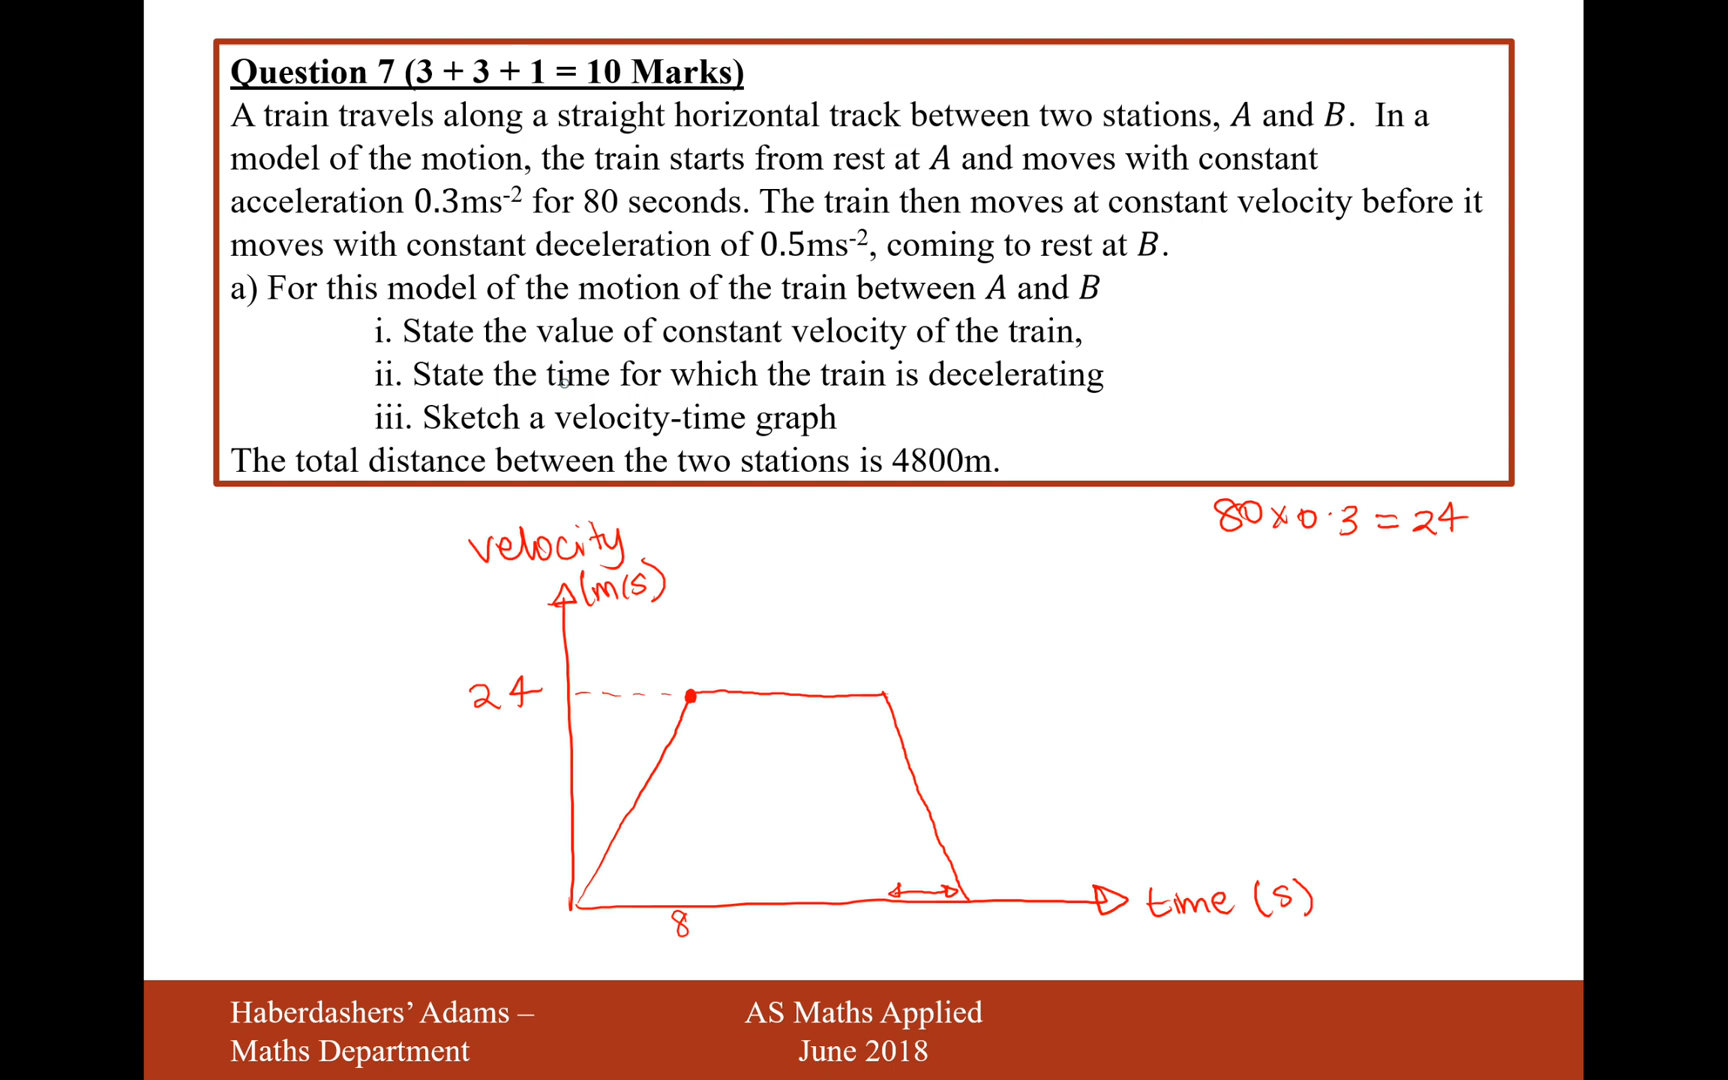 Question 7 (3 + 3 + 1 = 10 Marks)
A train travels along a straight horizontal track between two stations, A and B. In a
model of the motion, the train starts from rest at A and moves with constant
acceleration 0.3ms-2 for 80 seconds. The train then moves at constant velocity before it
moves with constant deceleration of 0.5ms-2, coming to rest at B.
a) For this model of the motion of the train between A and B
i. State the value of constant velocity of the train,
ii. State the time for which the train is decelerating
iii. Sketch a velocity-time graph
The total distance between the two stations is 4800m.
80 × 0.3 = 24
velocity
(m/s)
24
8
time (s)
Haberdashers’ Adams –
Maths Department
AS Maths Applied
June 2018